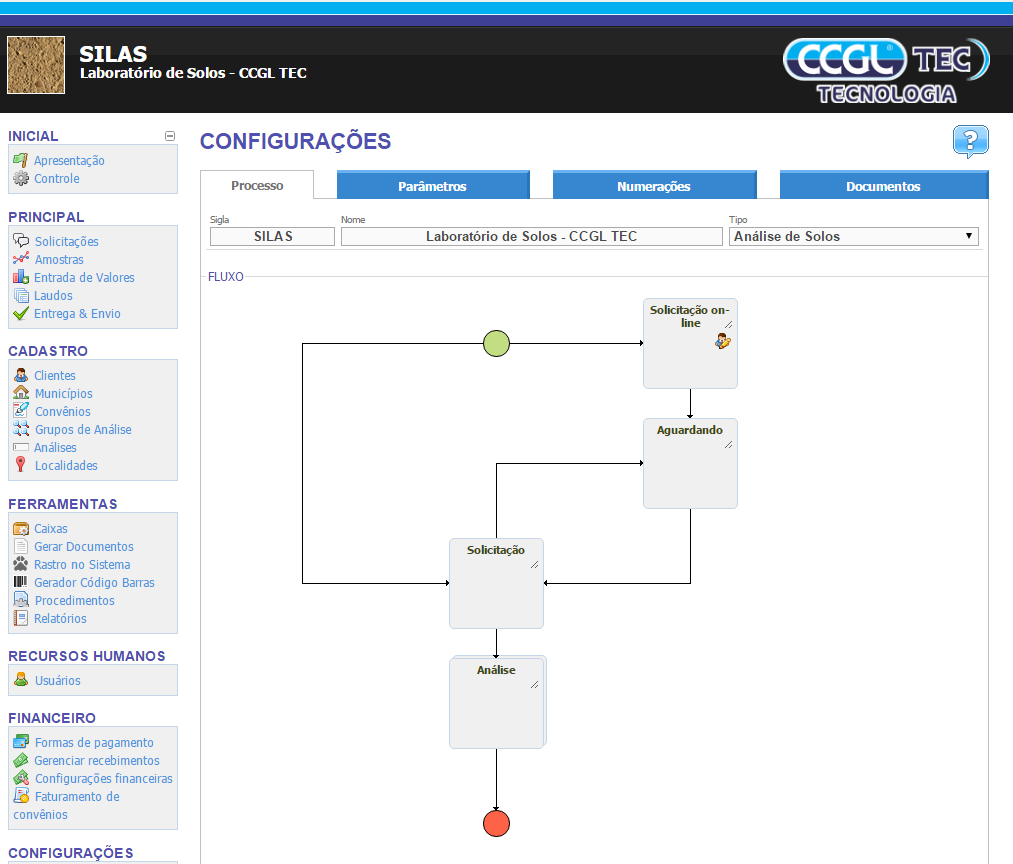 SILAS
Laboratório de Solos - CCGL TEC
CCGL TEC
TECNOLOGIA
INICIAL
Apresentação
Controle
PRINCIPAL
Solicitações
Amostras
Entrada de Valores
Laudos
Entrega & Envio
CADASTRO
Clientes
Municípios
Convênios
Grupos de Análise
Análises
Localidades
FERRAMENTAS
Caixas
Gerar Documentos
Rastro no Sistema
Gerador Código Barras
Procedimentos
Relatórios
RECURSOS HUMANOS
Usuários
FINANCEIRO
Formas de pagamento
Gerenciar recebimentos
Configurações financeiras
Faturamento de
convênios
CONFIGURAÇÕES
CONFIGURAÇÕES
?
Processo
Parâmetros
Numerações
Documentos
Sigla
Nome
Tipo
SILAS
Laboratório de Solos - CCGL TEC
Análise de Solos
FLUXO
Solicitação on-
line
Aguardando
Solicitação
Análise